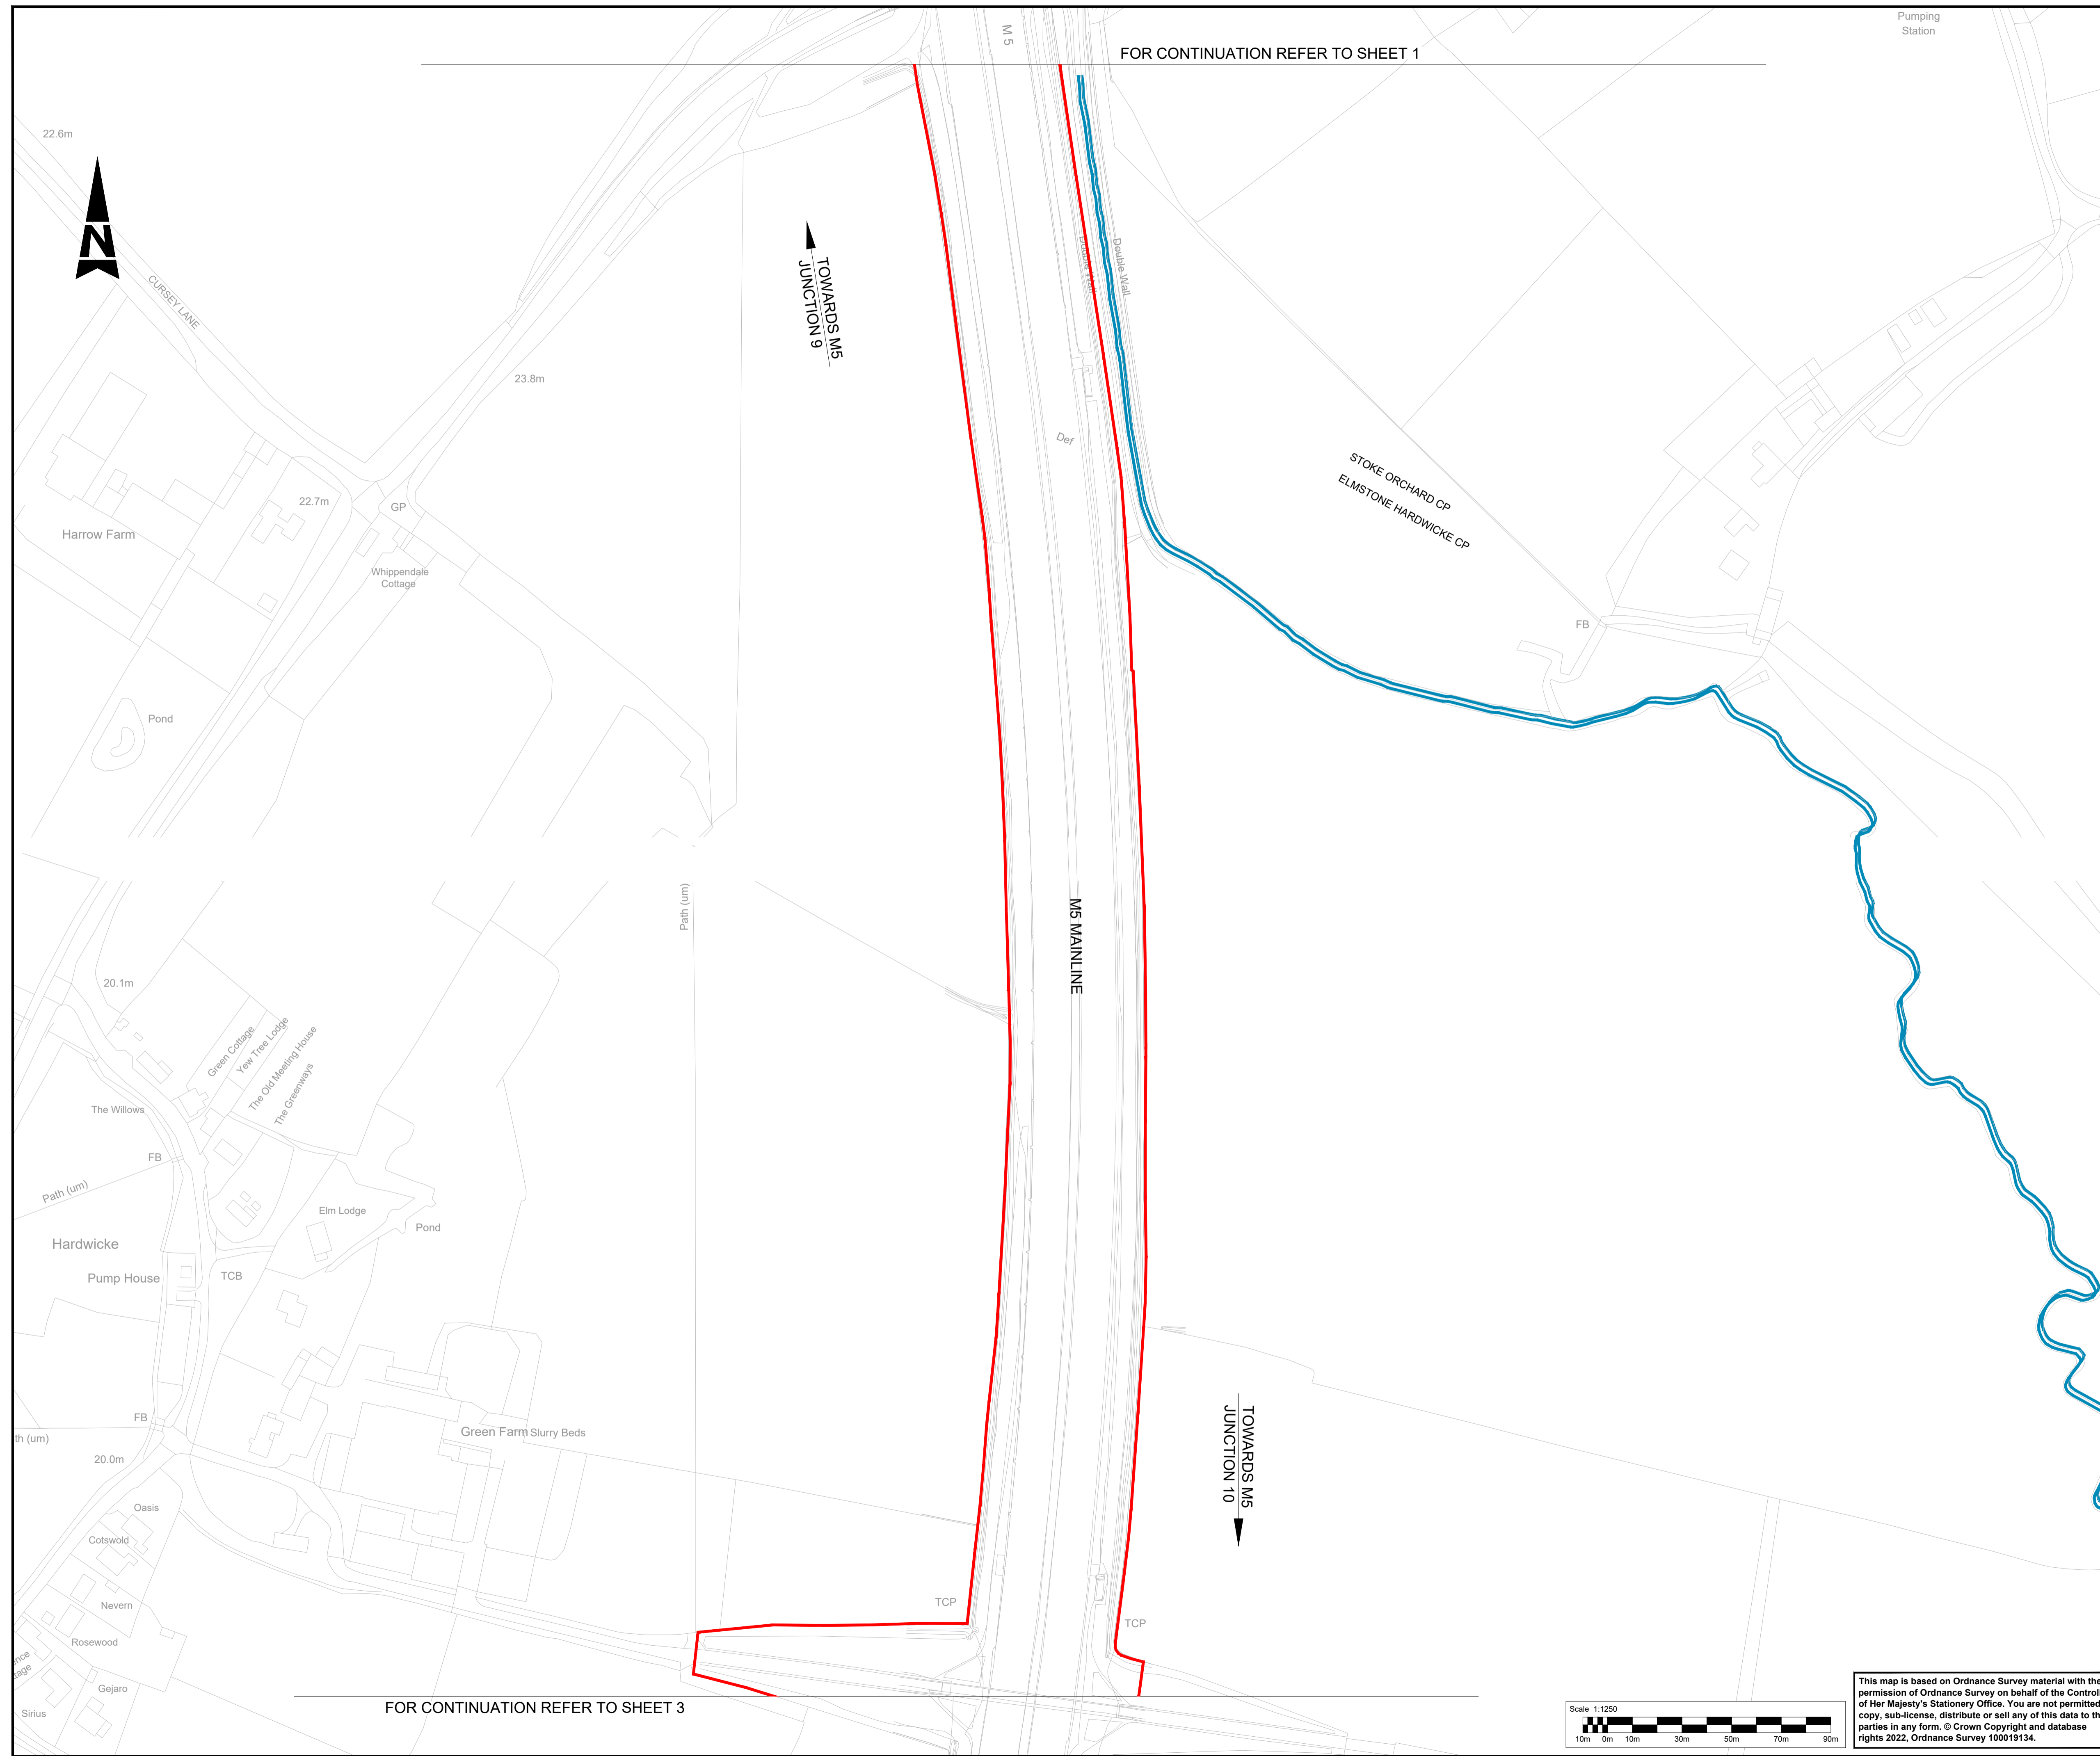 Pumping
Station
M 5
FOR CONTINUATION REFER TO SHEET 1
22.6m
N
CURSEY LANE
TOWARDS M5
JUNCTION 9
Double Wall
Double Wall
23.8m
Def
STOKE ORCHARD CP
ELMSTONE HARDWICKE CP
22.7m
GP
Harrow Farm
Whippendale
Cottage
FB
Pond
Path (um)
M5 MAINLINE
20.1m
Green Cottage
Yew Tree Lodge
The Old Meeting House
The Greenways
The Willows
FB
Path (um)
Elm Lodge
Pond
Hardwicke
Pump House
TCB
FB
th (um)
Green Farm
Slurry Beds
20.0m
TOWARDS M5
JUNCTION 10
Oasis
Cotswold
Nevern
TCP
TCP
Rosewood
Gejaro
Sirius
FOR CONTINUATION REFER TO SHEET 3
Scale 1:1250
10m 0m 10m 30m 50m 70m 90m
This map is based on Ordnance Survey material with the
permission of Ordnance Survey on behalf of the Controll
of Her Majesty's Stationery Office. You are not permitted
copy, sub-license, distribute or sell any of this data to th
parties in any form. © Crown Copyright and database
rights 2022, Ordnance Survey 100019134.